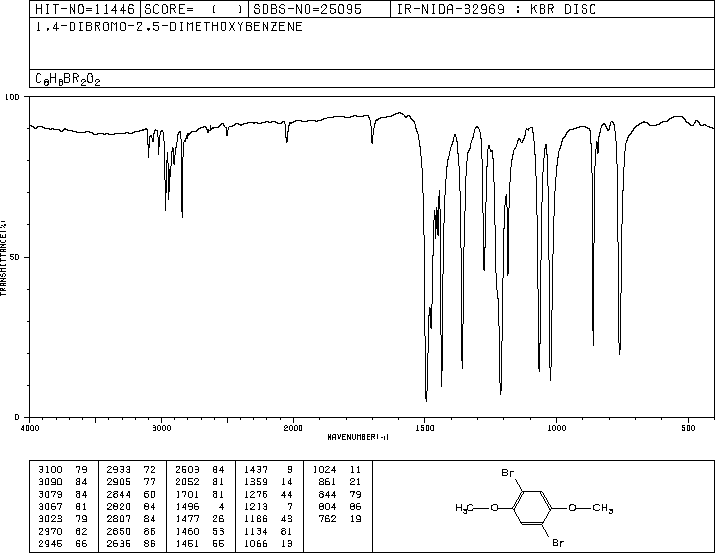 HIT-NO=11446 SCORE= ( ) SDBS-NO=25095 IR-NIDA-32969 : KBR DISC
1,4-DIBROMO-2,5-DIMETHOXYBENZENE
C8H8BR2O2
100
50
0
TRANSMITTANCE(%)
4000 3000 2000 1500 1000 500
WAVENUMBER(-1)
3100 79 2933 72 2503 84 1437 9 1024 11
3090 84 2905 77 2052 81 1359 14 861 21
3079 84 2844 60 1701 81 1276 44 844 79
3067 81 2820 84 1496 4 1213 7 804 86
3023 79 2807 84 1477 26 1186 43 762 19
2970 62 2650 86 1460 53 1134 81
2945 66 2636 86 1451 55 1066 13
Br
H3C O O CH3
Br